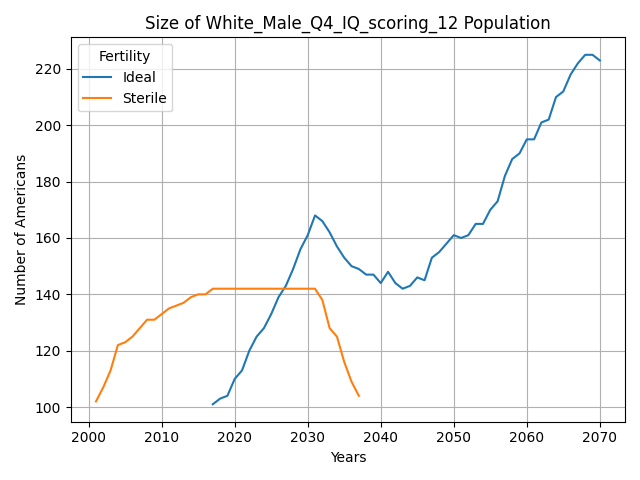 Size of White_Male_Q4_IQ_scoring_12 Population
Fertility
Ideal
Sterile
Number of Americans
220
200
180
160
140
120
100
2000 2010 2020 2030 2040 2050 2060 2070
Years